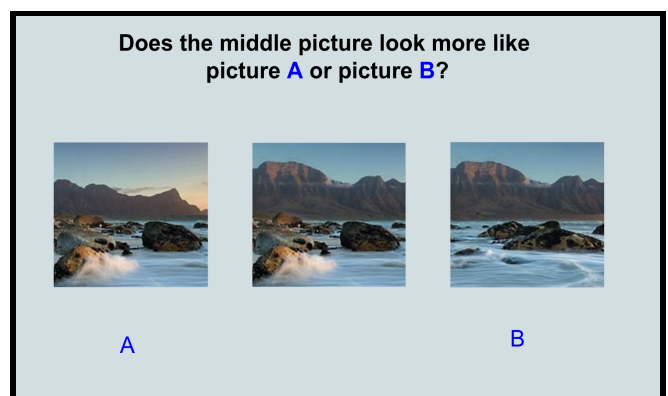 Does the middle picture look more like
picture A or picture B?
A
B